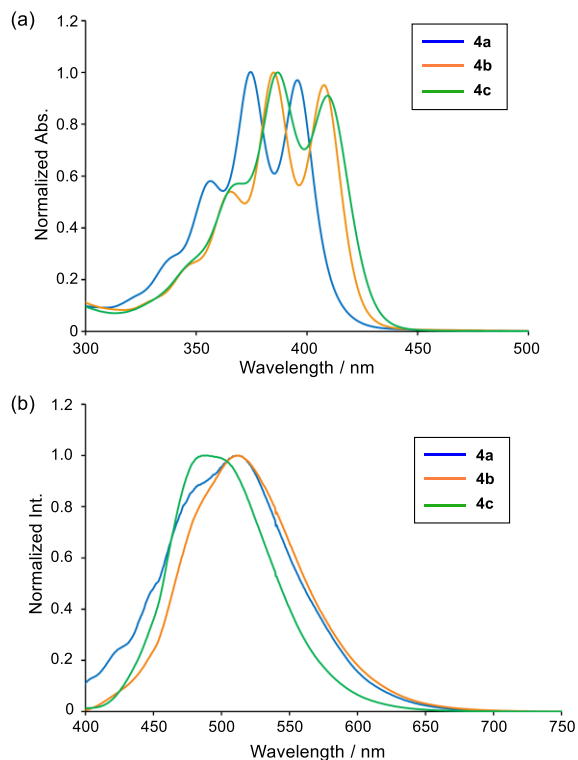 (a)
Normalized Abs.
1.2
1.0
0.8
0.6
0.4
0.2
0
300
350
400
450
500
Wavelength / nm
4a
4b
4c
(b)
Normalized Int.
1.2
1.0
0.8
0.6
0.4
0.2
0
400
450
500
550
600
650
700
750
Wavelength / nm
4a
4b
4c